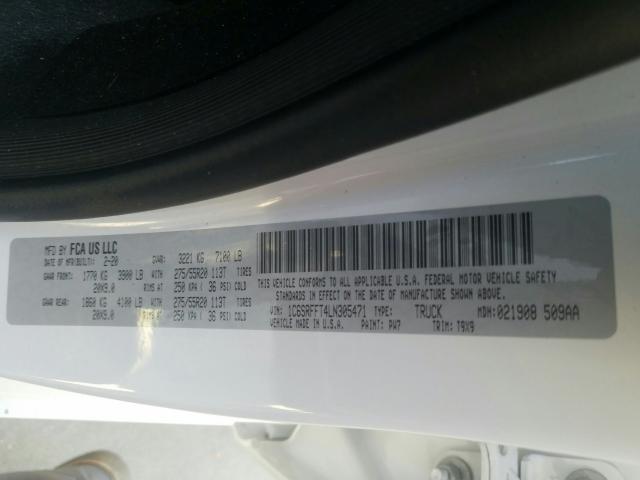 MFD BY FCA US LLC
DATE OF MFR(BUILT): 2-20 GVWR: 3221 KG 7100 LB
GAWR FRONT: 1770 KG 3900 LB WITH 275/55R20 113T TIRES
20X9.0 RIMS AT 250 KPA ( 36 PSI) COLD
GAWR REAR: 1860 KG 4100 LB WITH 275/55R20 113T TIRES
20X9.0 RIMS AT 250 KPA ( 36 PSI) COLD
THIS VEHICLE CONFORMS TO ALL APPLICABLE U.S.A. FEDERAL MOTOR VEHICLE SAFETY
STANDARDS IN EFFECT ON THE DATE OF MANUFACTURE SHOWN ABOVE.
VIN: 1C6SRFFT4LN305471 TYPE: TRUCK MDH: 021908 509AA
VEHICLE MADE IN U.S.A. PAINT: PW7 TRIM: T9X9